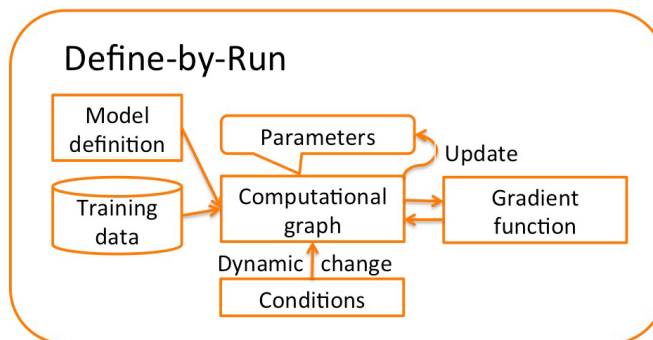 Define-by-Run
Model
definition
Parameters
Update
Training
data
Computational
graph
Gradient
function
Dynamic change
Conditions